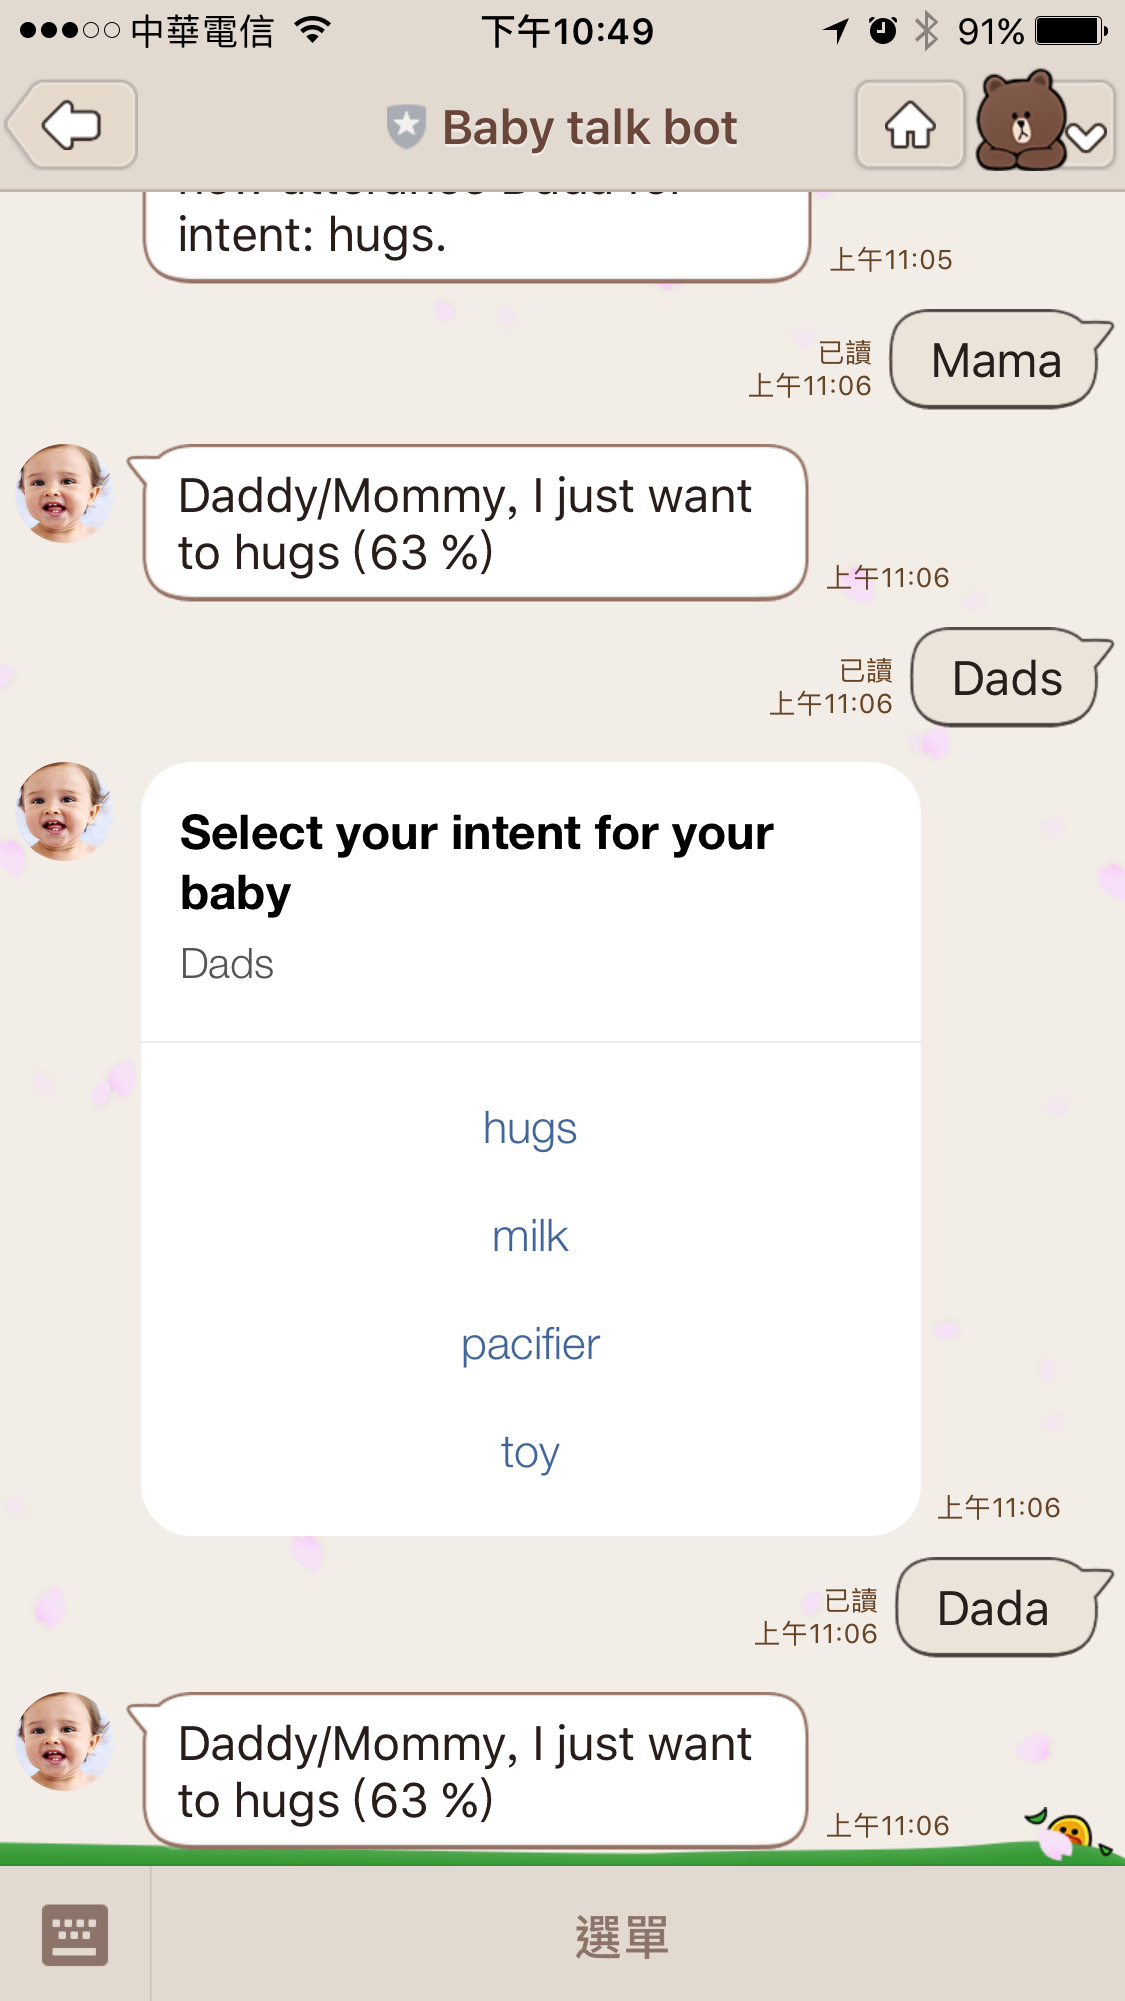 中華電信 下午10:49 91%
Baby talk bot
intent: hugs.
上午11:05
已讀
上午11:06
Mama
Daddy/Mommy, I just want
to hugs (63 %)
上午11:06
已讀
上午11:06
Dads
Select your intent for your
baby
Dads
hugs
milk
pacifier
toy
上午11:06
已讀
上午11:06
Dada
Daddy/Mommy, I just want
to hugs (63 %)
上午11:06
選單